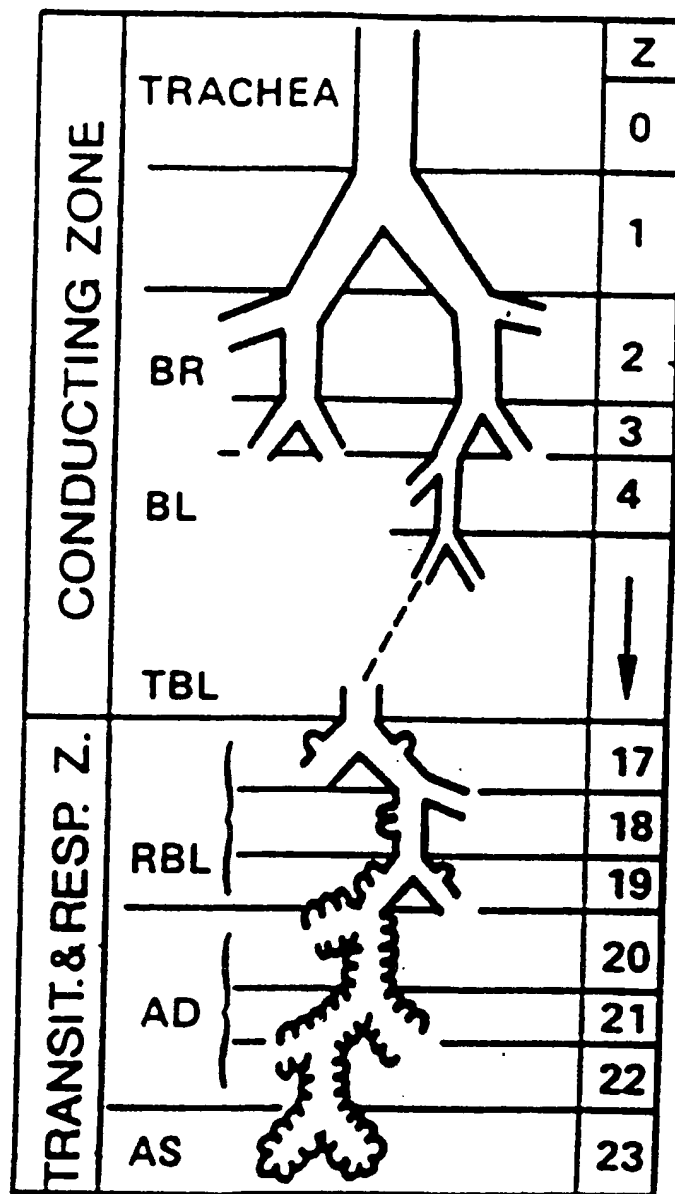 Z
TRACHEA
0
CONDUCTING ZONE
1
BR
2
3
BL
4
TBL
TRANSIT. & RESP. Z.
17
18
RBL
19
20
AD
21
22
AS
23